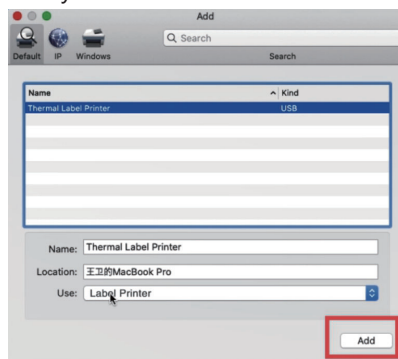 Add
Search
Default IP Windows Search
Name Kind
Thermal Label Printer USB
Name: Thermal Label Printer
Location: 王卫的MacBook Pro
Use: Label Printer
Add